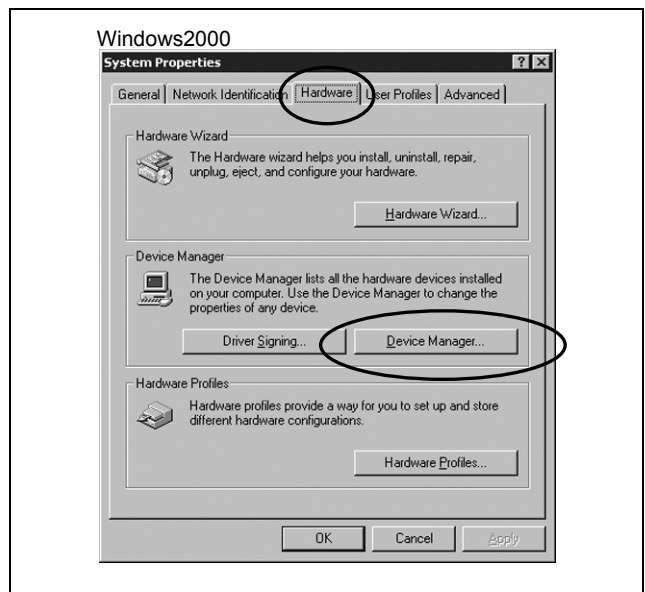 Windows2000
System Properties
General Network Identification Hardware User Profiles Advanced
Hardware Wizard
The Hardware wizard helps you install, uninstall, repair,
unplug, eject, and configure your hardware.
Hardware Wizard...
Device Manager
The Device Manager lists all the hardware devices installed
on your computer. Use the Device Manager to change the
properties of any device.
Driver Signing... Device Manager...
Hardware Profiles
Hardware profiles provide a way for you to set up and store
different hardware configurations.
Hardware Profiles...
OK Cancel Apply